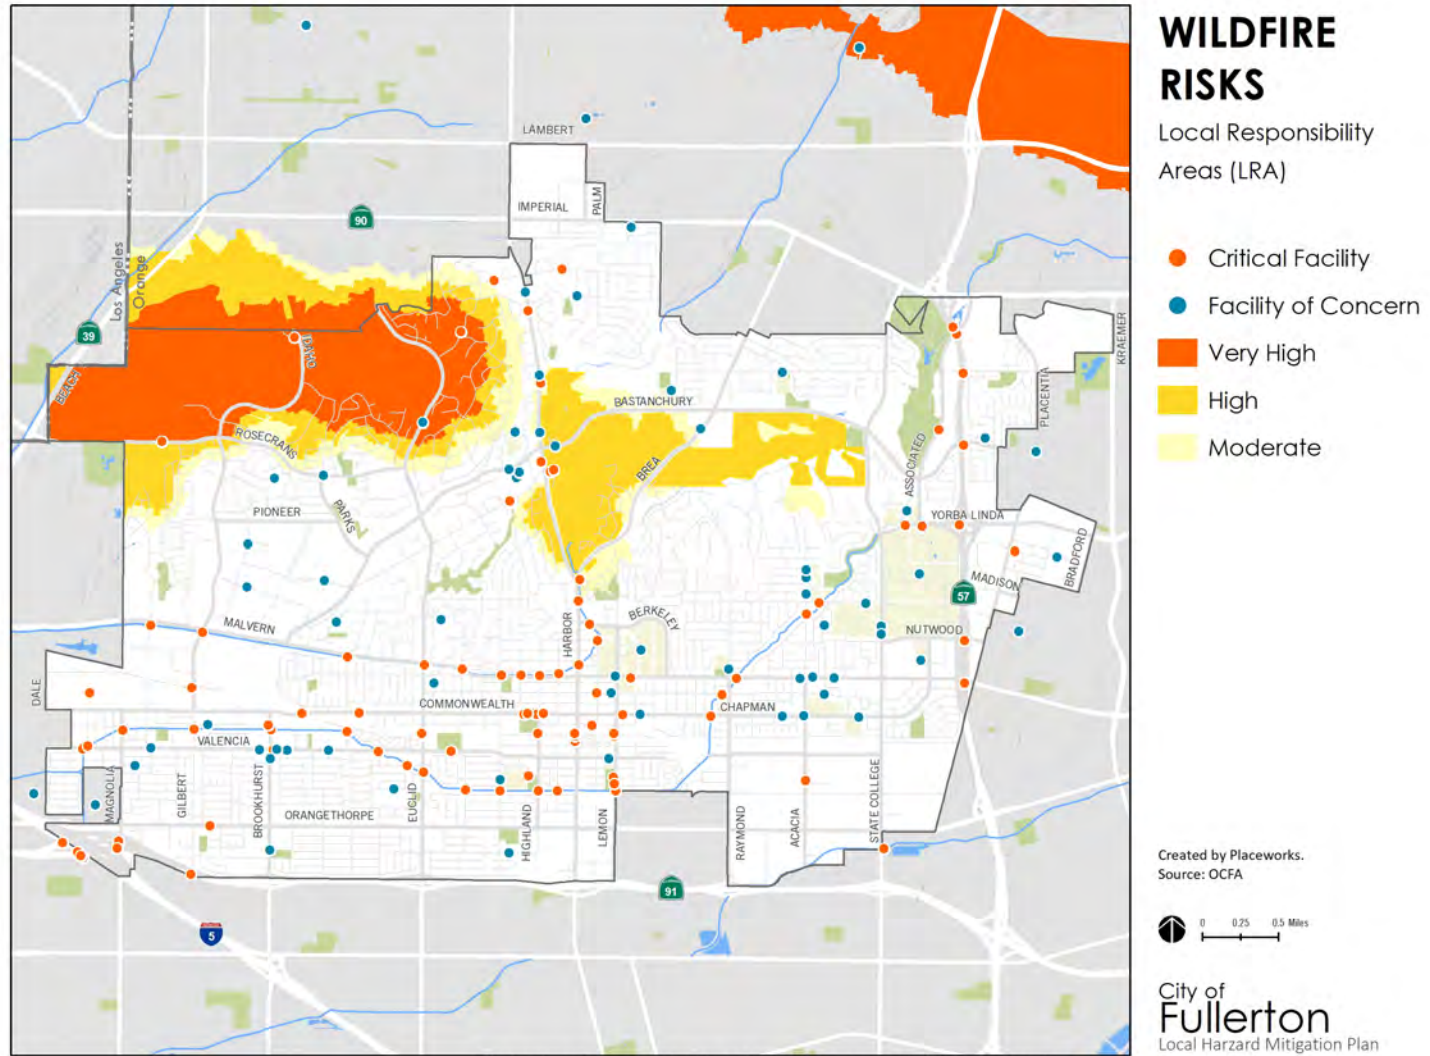 WILDFIRE
RISKS
Local Responsibility
Areas (LRA)
Critical Facility
Facility of Concern
Very High
High
Moderate
Created by Placeworks.
Source: OCFA
0 0.25 0.5 Miles
City of
Fullerton
Local Harzard Mitigation Plan
LAMBERT
IMPERIAL
PALM
90
Los Angeles
Orange
39
BEACH
IDAHO
KRAEMER
PLACENTIA
BASTANCHURY
ROSECRANS
BREA
ASSOCIATED
PIONEER
PARKS
YORBA LINDA
BRADFORD
MADISON
57
MALVERN
HARBOR
BERKELEY
NUTWOOD
DALE
COMMONWEALTH
CHAPMAN
VALENCIA
MAGNOLIA
GILBERT
BROOKHURST
ORANGETHORPE
EUCLID
HIGHLAND
LEMON
RAYMOND
ACACIA
STATE COLLEGE
91
5